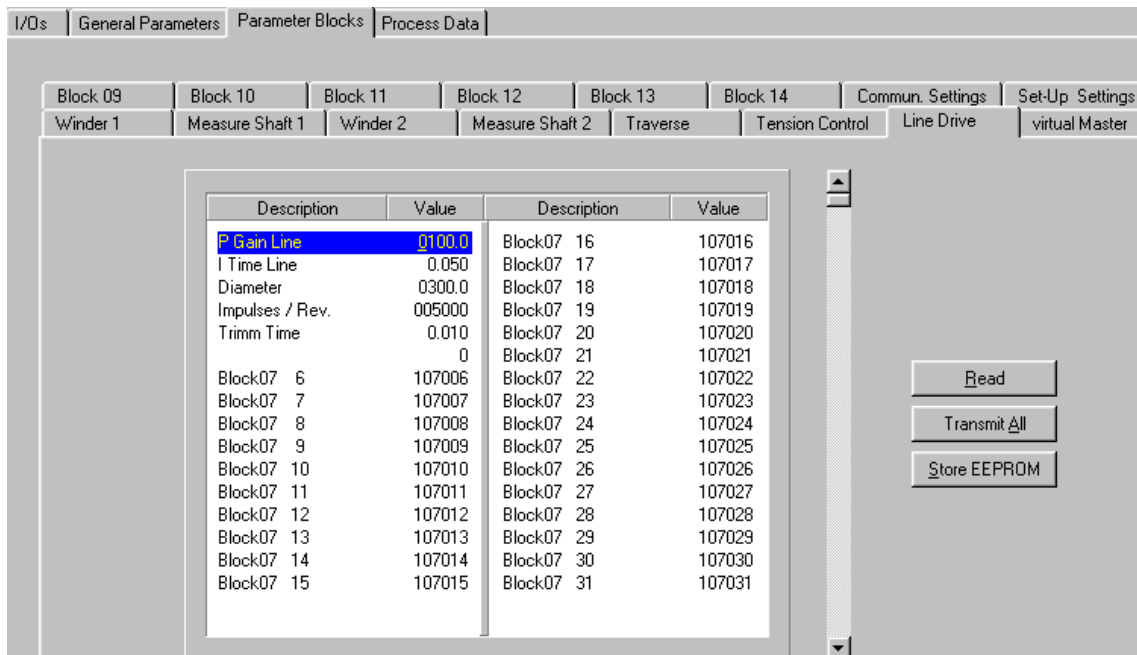 I/Os General Parameters Parameter Blocks Process Data
Block 09 Block 10 Block 11 Block 12 Block 13 Block 14 Commun. Settings Set-Up Settings
Winder 1 Measure Shaft 1 Winder 2 Measure Shaft 2 Traverse Tension Control Line Drive virtual Master
Description Value Description Value
P Gain Line 0100.0 Block07 16 107016
I Time Line 0.050 Block07 17 107017
Diameter 0300.0 Block07 18 107018
Impulses / Rev. 005000 Block07 19 107019
Trimm Time 0.010 Block07 20 107020
0 Block07 21 107021
Block07 6 107006 Block07 22 107022
Block07 7 107007 Block07 23 107023
Block07 8 107008 Block07 24 107024
Block07 9 107009 Block07 25 107025
Block07 10 107010 Block07 26 107026
Block07 11 107011 Block07 27 107027
Block07 12 107012 Block07 28 107028
Block07 13 107013 Block07 29 107029
Block07 14 107014 Block07 30 107030
Block07 15 107015 Block07 31 107031
Read
Transmit All
Store EEPROM